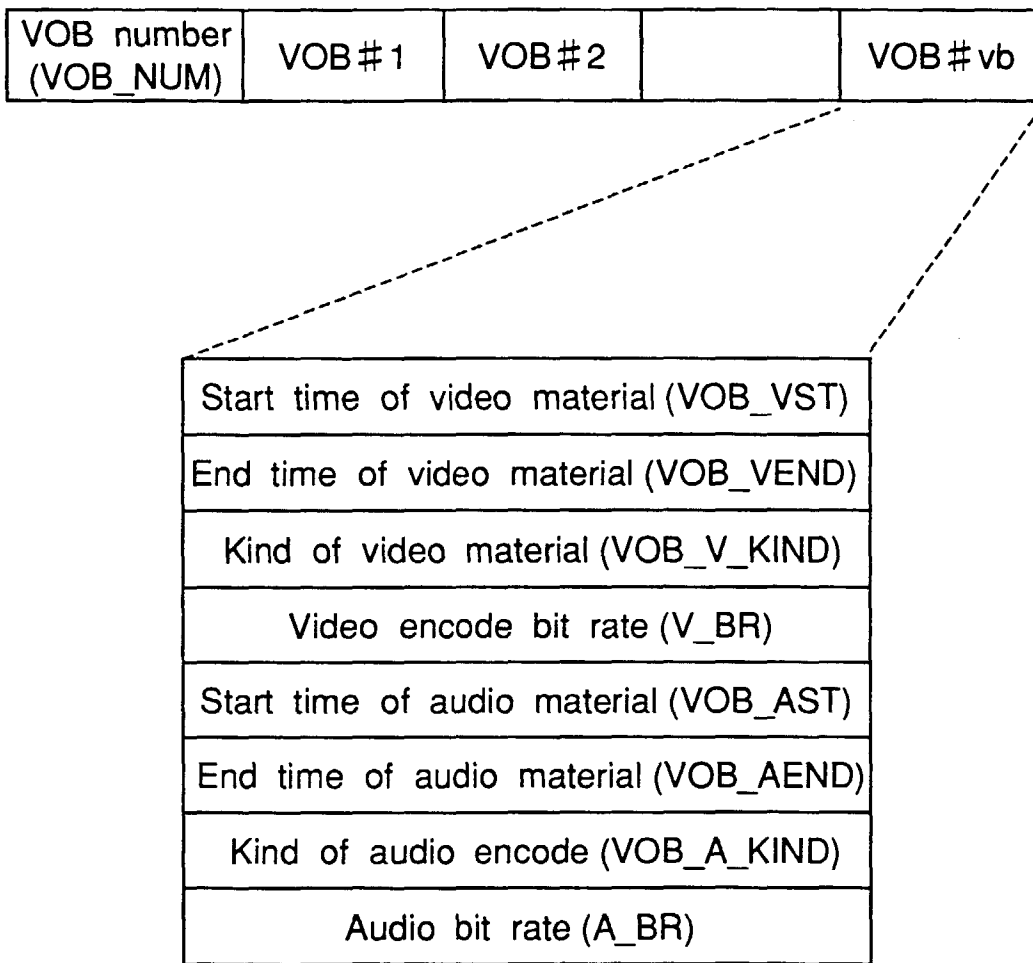 VOB number
(VOB_NUM)
VOB#1
VOB#2
VOB#vb
Start time of video material (VOB_VST)
End time of video material (VOB_VEND)
Kind of video material (VOB_V_KIND)
Video encode bit rate (V_BR)
Start time of audio material (VOB_AST)
End time of audio material (VOB_AEND)
Kind of audio encode (VOB_A_KIND)
Audio bit rate (A_BR)